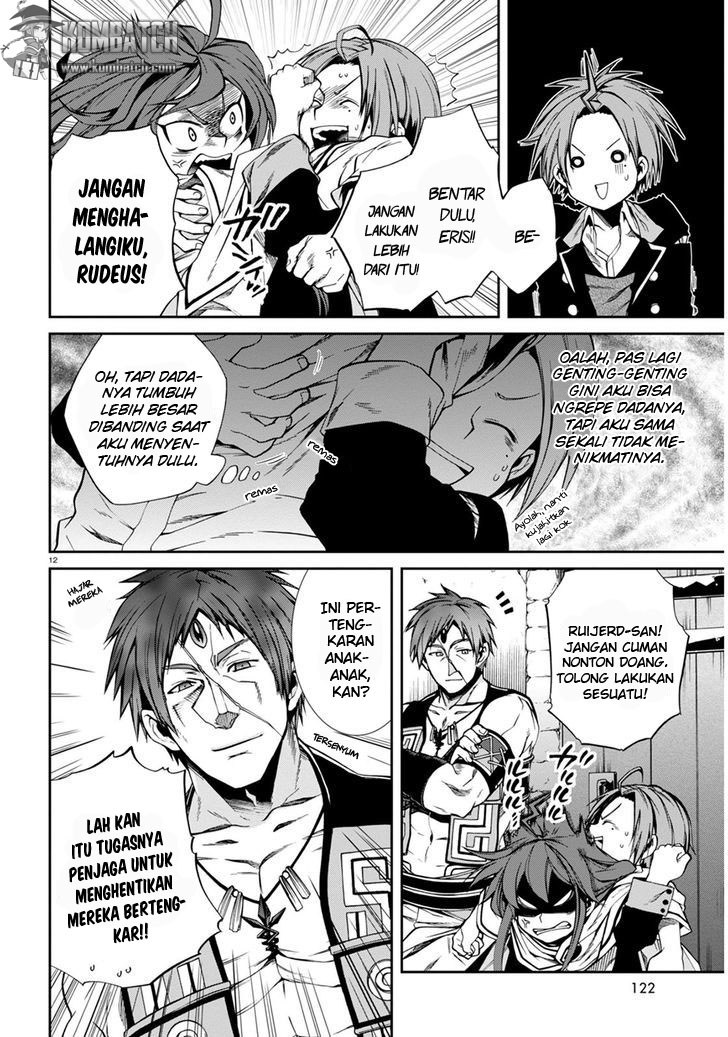 KOMBATCH
www.kombatch.com
BE-
BENTAR
DULU,
ERIS!!
JANGAN
LAKUKAN
LEBIH
DARI ITU!
JANGAN
MENGHA-
LANGIKU,
RUDEUS!
OALAH, PAS LAGI
GENTING-GENTING
GINI AKU BISA
NGREPE DADANYA,
TAPI AKU SAMA
SEKALI TIDAK ME-
NIKMATINYA.
OH, TAPI DADA-
NYA TUMBUH
LEBIH BESAR
DIBANDING SAAT
AKU MENYEN-
TUHNYA DULU.
remas
remas
Ayolah, nanti
kujahitkan
lagi kok
12
RUIJERD-SAN!
JANGAN CUMAN
NONTON DOANG.
TOLONG LAKUKAN
SESUATU!
INI PER-
TENG-
KARAN
ANAK-
ANAK,
KAN?
HAJAR
MEREKA
TERSENYUM
LAH KAN
ITU TUGASNYA
PENJAGA UNTUK
MENGHENTIKAN
MEREKA BERTENG-
KAR!!
122